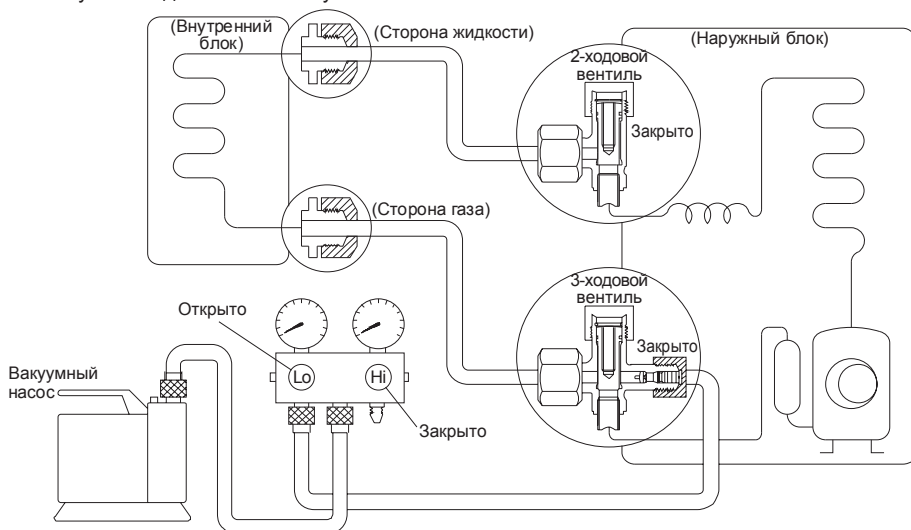 (Внутренний
блок)
(Сторона жидкости)
2-ходовой
вентиль
(Наружный блок)
Закрыто
(Сторона газа)
3-ходовой
вентиль
Закрыто
Открыто
Lo
Hi
Вакуумный
насос
Закрыто